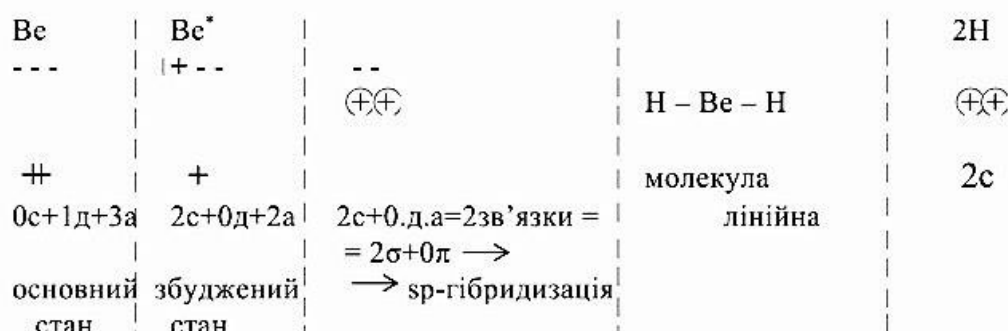 Be | Be* | | | 2H
--- | +-- | -- | |
| | ⊕⊕ | H – Be – H | ⊕⊕
⧺ | + | | молекула | 2с
0с+1д+3а | 2с+0д+2а | 2с+0.д.а=2зв’язки = | лінійна |
| | = 2σ+0π ⟶ | |
основний | збуджений | ⟶ sp-гібридизація | |
стан | стан | | |